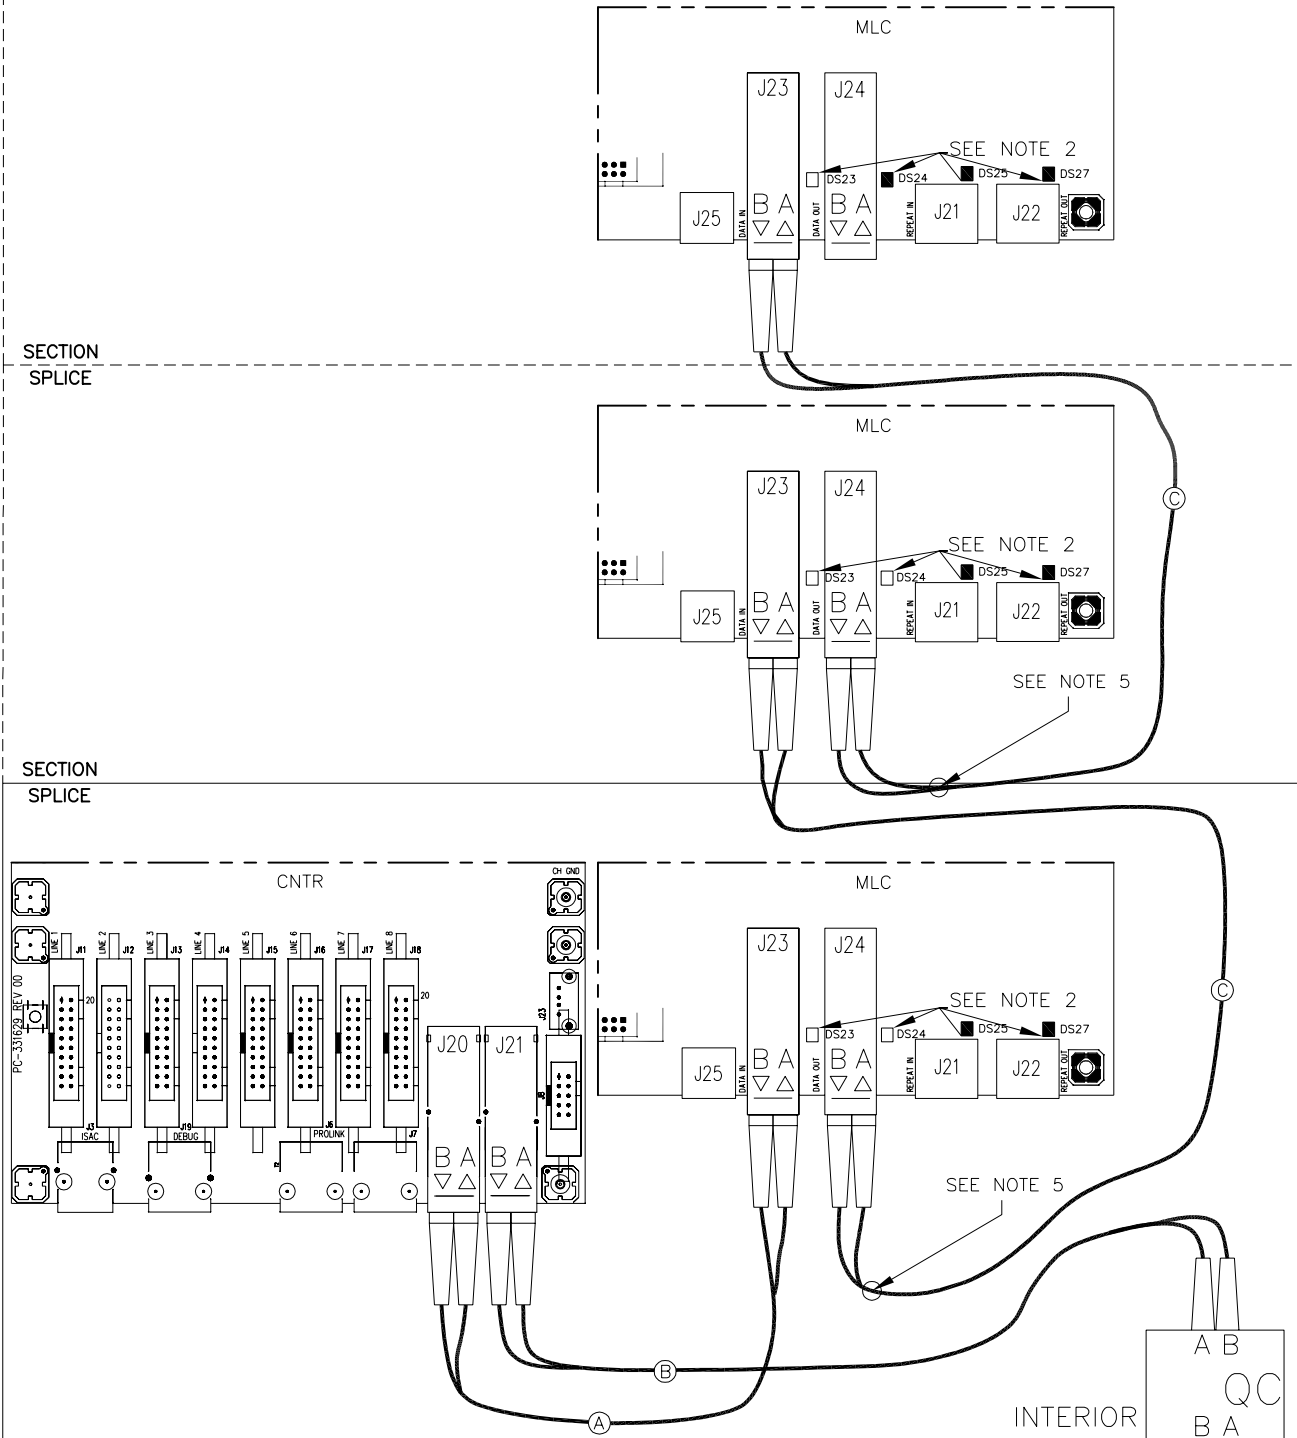 MLC
J23
J24
SEE NOTE 2
DS23
DS24
DS25
DS27
J25
DATA IN
B A
DATA OUT
B A
REPEAT IN
J21
J22
REPEAT OUT
SECTION
SPLICE
MLC
J23
J24
C
SEE NOTE 2
DS23
DS24
DS25
DS27
J25
DATA IN
B A
DATA OUT
B A
REPEAT IN
J21
J22
REPEAT OUT
SEE NOTE 5
SECTION
SPLICE
CNTR
CH GND
LINE 1
J11
LINE 2
J12
LINE 3
J13
LINE 4
J14
LINE 5
J15
LINE 6
J16
LINE 7
J17
LINE 8
J18
PC-331629 REV 00
20
20
J23
J20
J21
J8
J3
ISAC
J19
DEBUG
J6
PROLINK
J7
B A
B A
MLC
J23
J24
C
SEE NOTE 2
DS23
DS24
DS25
DS27
J25
DATA IN
B A
DATA OUT
B A
REPEAT IN
J21
J22
REPEAT OUT
SEE NOTE 5
B
A
A B
QC
INTERIOR
B A